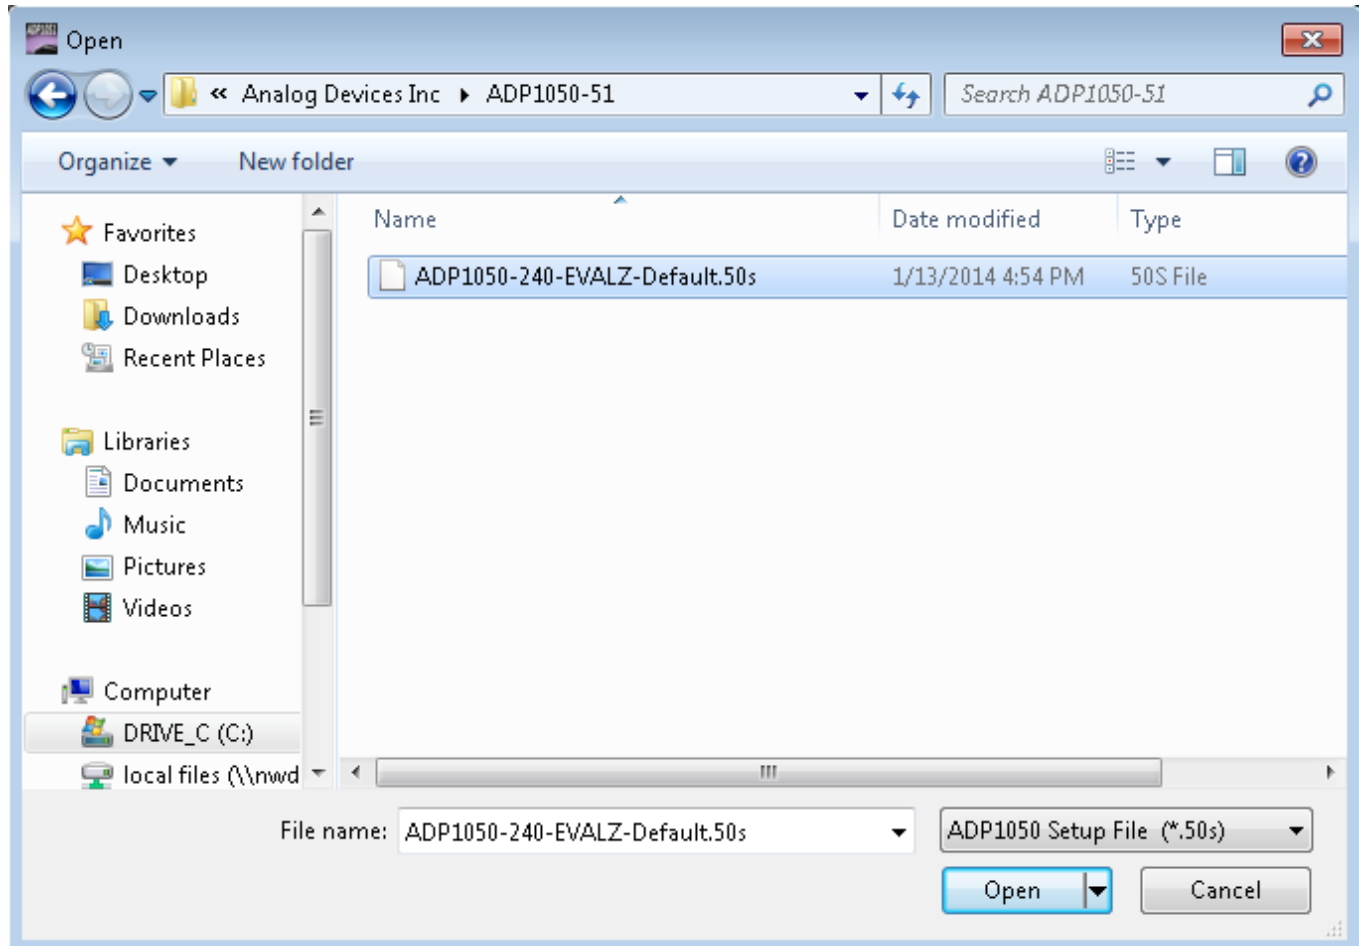 Open
« Analog Devices Inc ▸ ADP1050-51
Search ADP1050-51
Organize
New folder
Name
Date modified
Type
Favorites
Desktop
Downloads
Recent Places
Libraries
Documents
Music
Pictures
Videos
Computer
DRIVE_C (C:)
local files (\\nwd
ADP1050-240-EVALZ-Default.50s 1/13/2014 4:54 PM 50S File
File name: ADP1050-240-EVALZ-Default.50s
ADP1050 Setup File (*.50s)
Open
Cancel